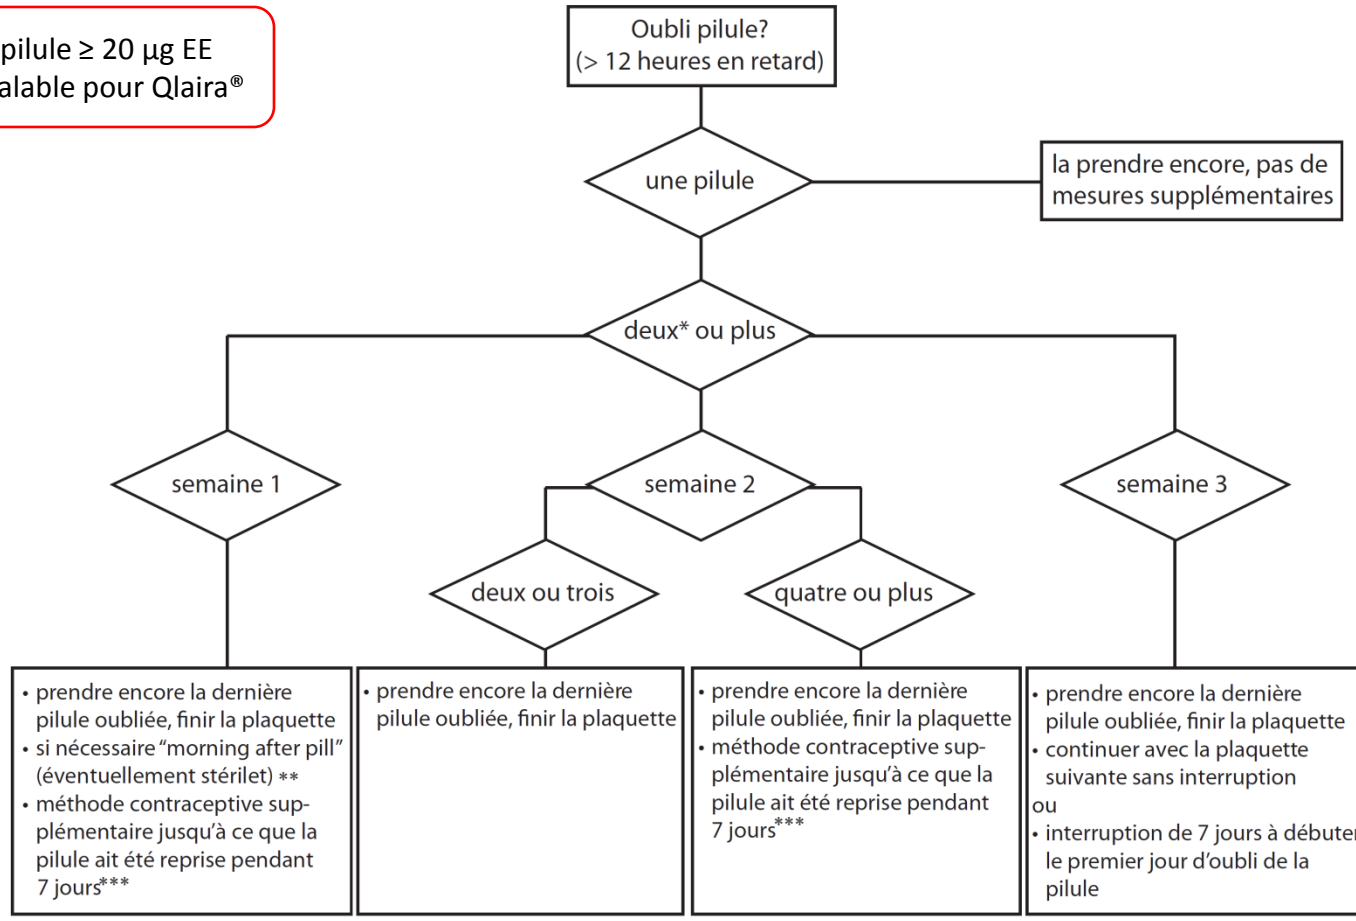 pilule ≥ 20 µg EE
alable pour Qlaira®
Oubli pilule?
(> 12 heures en retard)
une pilule
la prendre encore, pas de
mesures supplémentaires
deux* ou plus
semaine 1
semaine 2
semaine 3
deux ou trois
quatre ou plus
• prendre encore la dernière
pilule oubliée, finir la plaquette
• si nécessaire “morning after pill”
(éventuellement stérilet) **
• méthode contraceptive sup-
plémentaire jusqu’à ce que la
pilule ait été reprise pendant
7 jours***
• prendre encore la dernière
pilule oubliée, finir la plaquette
• prendre encore la dernière
pilule oubliée, finir la plaquette
• méthode contraceptive sup-
plémentaire jusqu’à ce que la
pilule ait été reprise pendant
7 jours***
• prendre encore la dernière
pilule oubliée, finir la plaquette
• continuer avec la plaquette
suivante sans interruption
ou
• interruption de 7 jours à débuter
le premier jour d’oubli de la
pilule